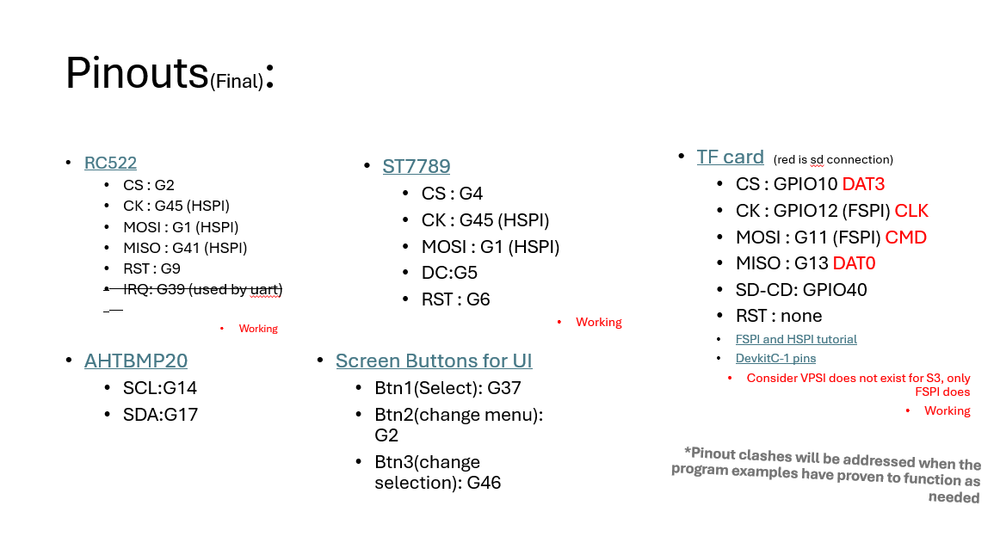 Pinouts(Final):
• RC522
• CS : G2
• CK : G45 (HSPI)
• MOSI : G1 (HSPI)
• MISO : G41 (HSPI)
• RST : G9
• IRQ: G39 (used by uart)
• Working
• ST7789
• CS : G4
• CK : G45 (HSPI)
• MOSI : G1 (HSPI)
• DC:G5
• RST : G6
• Working
• TF card (red is sd connection)
• CS : GPIO10 DAT3
• CK : GPIO12 (FSPI) CLK
• MOSI : G11 (FSPI) CMD
• MISO : G13 DAT0
• SD-CD: GPIO40
• RST : none
• FSPI and HSPI tutorial
• DevkitC-1 pins
• Consider VPSI does not exist for S3, only
FSPI does
• Working
• AHTBMP20
• SCL:G14
• SDA:G17
• Screen Buttons for UI
• Btn1(Select): G37
• Btn2(change menu):
G2
• Btn3(change
selection): G46
*Pinout clashes will be addressed when the
program examples have proven to function as
needed